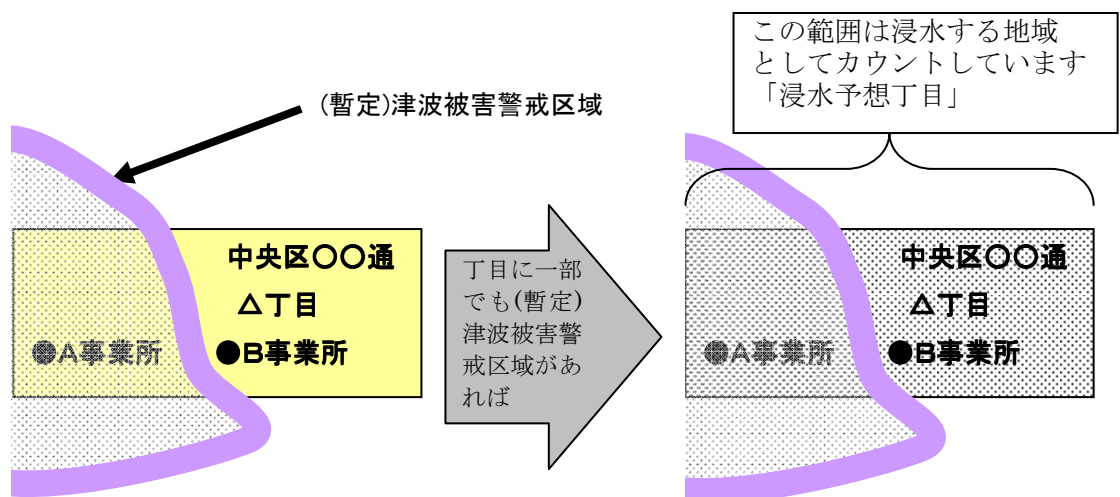 この範囲は浸水する地域
としてカウントしています
「浸水予想丁目」
(暫定)津波被害警戒区域
中央区〇〇通
△丁目
●A事業所
●B事業所
丁目に一部
でも(暫定)
津波被害警
戒区域があ
れば
中央区〇〇通
△丁目
●A事業所
●B事業所